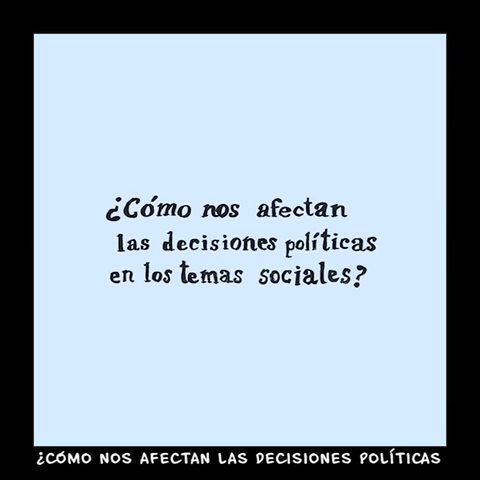 ¿Cómo nos afectan
las decisiones políticas
en los temas sociales?
¿CÓMO NOS AFECTAN LAS DECISIONES POLÍTICAS